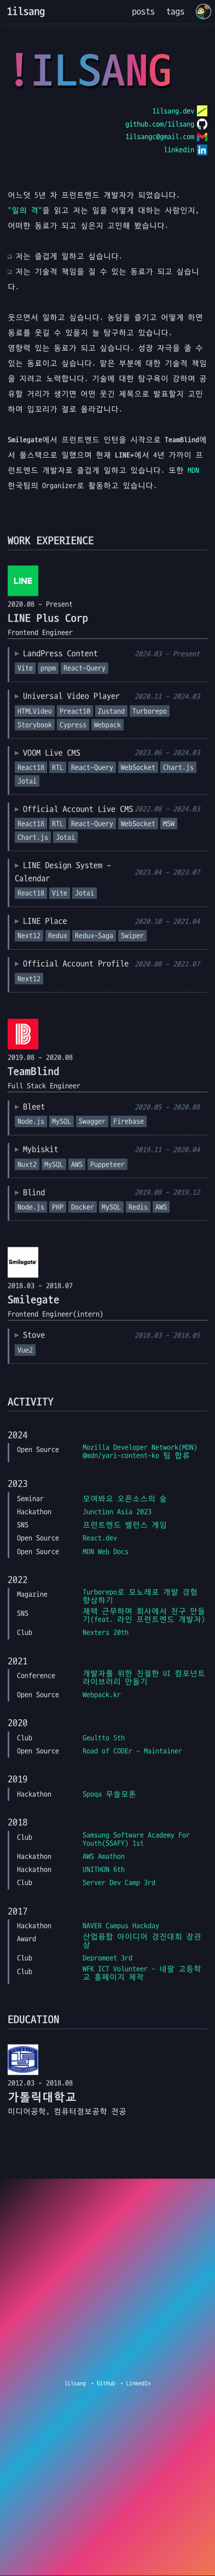 1ilsang
posts tags
!ILSANG
1ilsang.dev
github.com/1ilsang
1ilsangc@gmail.com
linkedin
어느덧 5년 차 프런트엔드 개발자가 되었습니다.
"일의 격"을 읽고 저는 일을 어떻게 대하는 사람인지,
어떠한 동료가 되고 싶은지 고민해 봤습니다.
❏ 저는 즐겁게 일하고 싶습니다.
❏ 저는 기술적 책임을 질 수 있는 동료가 되고 싶습니
다.
웃으면서 일하고 싶습니다. 농담을 즐기고 어떻게 하면
동료를 웃길 수 있을지 늘 탐구하고 있습니다.
영향력 있는 동료가 되고 싶습니다. 성장 자극을 줄 수
있는 동료이고 싶습니다. 맡은 부분에 대한 기술적 책임
을 지려고 노력합니다. 기술에 대한 탐구욕이 강하며 공
유할 거리가 생기면 어떤 웃긴 제목으로 발표할지 고민
하며 입꼬리가 절로 올라갑니다.
Smilegate에서 프런트엔드 인턴을 시작으로 TeamBlind에
서 풀스택으로 일했으며 현재 LINE+에서 4년 가까이 프
런트엔드 개발자로 즐겁게 일하고 있습니다. 또한 MDN
한국팀의 Organizer로 활동하고 있습니다.
WORK EXPERIENCE
LINE
2020.08 - Present
LINE Plus Corp
Frontend Engineer
▶ LandPress Content 2024.03 - Present
Vite pnpm React-Query
▶ Universal Video Player 2020.11 - 2024.03
HTMLVideo Preact10 Zustand Turborepo
Storybook Cypress Webpack
▶ VOOM Live CMS 2023.06 - 2024.03
React18 RTL React-Query WebSocket Chart.js
Jotai
▶ Official Account Live CMS 2022.08 - 2024.03
React18 RTL React-Query WebSocket MSW
Chart.js Jotai
▶ LINE Design System -
Calendar 2023.04 - 2023.07
React18 Vite Jotai
▶ LINE Place 2020.10 - 2021.04
Next12 Redux Redux-Saga Swiper
▶ Official Account Profile 2020.08 - 2021.07
Next12
2019.08 - 2020.08
TeamBlind
Full Stack Engineer
▶ Bleet 2020.05 - 2020.08
Node.js MySQL Swagger Firebase
▶ Mybiskit 2019.11 - 2020.04
Nuxt2 MySQL AWS Puppeteer
▶ Blind 2019.08 - 2019.12
Node.js PHP Docker MySQL Redis AWS
Smilegate
2018.03 - 2018.07
Smilegate
Frontend Engineer(intern)
▶ Stove 2018.03 - 2018.05
Vue2
ACTIVITY
2024
Open Source Mozilla Developer Network(MDN)
@mdn/yari-content-ko 팀 합류
2023
Seminar 모여봐요 오픈소스의 숲
Hackathon Junction Asia 2023
SNS 프런트엔드 밸런스 게임
Open Source React.dev
Open Source MDN Web Docs
2022
Magazine Turborepo로 모노레포 개발 경험
향상하기
SNS 재택 근무하며 회사에서 친구 만들
기(feat. 라인 프런트엔드 개발자)
Club Nexters 20th
2021
Conference 개발자를 위한 친절한 UI 컴포넌트
라이브러리 만들기
Open Source Webpack.kr
2020
Club Geultto 5th
Open Source Road of CODEr - Maintainer
2019
Hackathon Spoqa 무쓸모톤
2018
Club Samsung Software Academy For
Youth(SSAFY) 1st
Hackathon AWS Amathon
Hackathon UNITHON 6th
Club Server Dev Camp 3rd
2017
Hackathon NAVER Campus Hackday
Award 산업융합 아이디어 경진대회 장관
상
Club Depromeet 3rd
Club WFK ICT Volunteer - 네팔 고등학
교 홈페이지 제작
EDUCATION
2012.03 - 2018.08
가톨릭대학교
미디어공학, 컴퓨터정보공학 전공
1ilsang • GitHub • LinkedIn